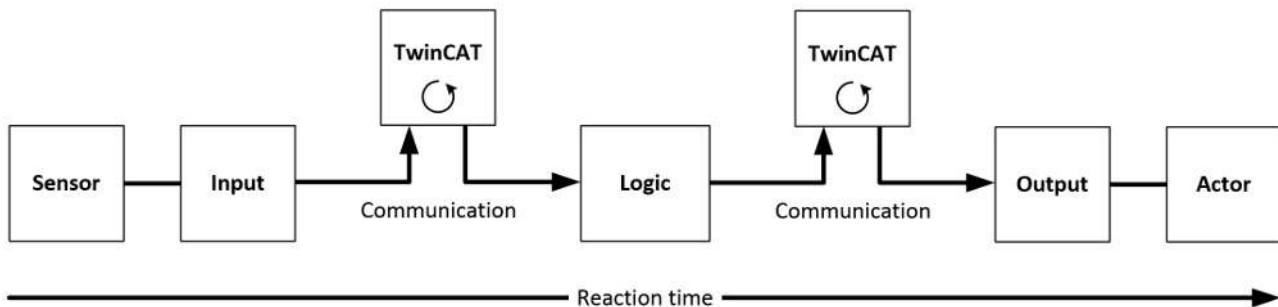 TwinCAT
TwinCAT
Sensor
Input
Communication
Logic
Communication
Output
Actor
Reaction time